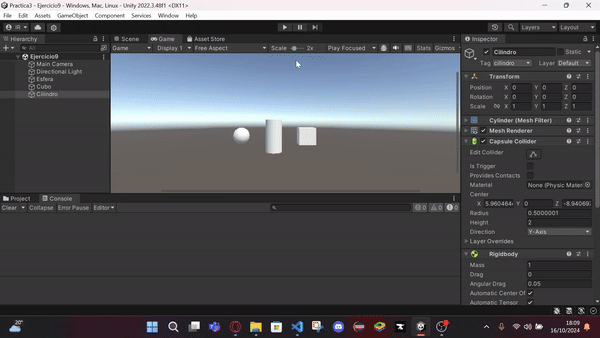 Practica3 - Ejercicio9 - Windows, Mac, Linux - Unity 2022.3.48f1 <DX11>
File Edit Assets GameObject Component Services Window Help
IR
Layers Layout
Hierarchy Scene Game Asset Store Inspector
All
Game Display 1 Free Aspect Scale 2x Play Focused Stats Gizmos
Ejercicio9
Main Camera
Directional Light
Esfera
Cubo
Cilindro
Cilindro Static
Tag cilindro Layer Default
Transform
Position X 0 Y 0 Z 0
Rotation X 0 Y 0 Z 0
Scale X 1 Y 1 Z 1
Cylinder (Mesh Filter)
Mesh Renderer
Capsule Collider
Edit Collider
Is Trigger
Provides Contacts
Material None (Physic Mater
Center
X 5.960464 Y 0 Z -8.94069
Radius 0.5000001
Height 2
Direction Y-Axis
Layer Overrides
Rigidbody
Mass 1
Drag 0
Angular Drag 0.05
Automatic Center Of
Automatic Tensor
Project Console
Clear Collapse Error Pause Editor 0 0 0
20°
18:09
16/10/2024